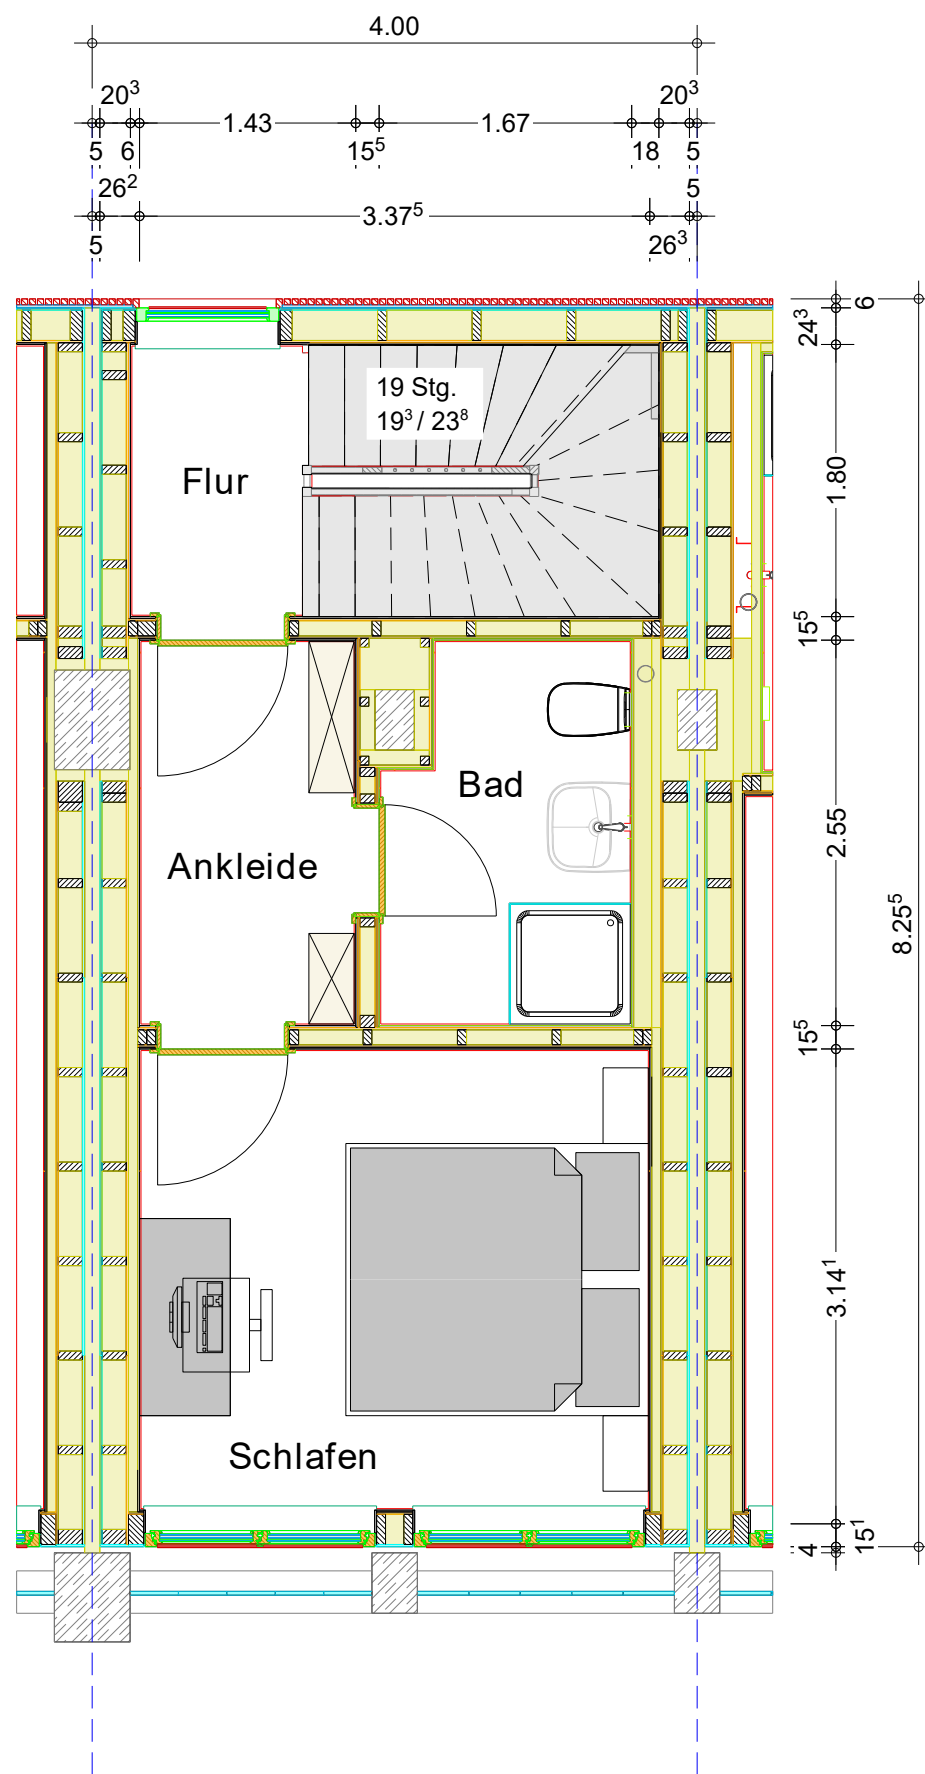 4.00
20³ 20³
1.43 1.67
5 6 15⁵ 18 5
26² 5
3.37⁵
5 26³
6
24³
19 Stg.
19³ / 23⁸
Flur
1.80
15⁵
Bad
Ankleide
2.55
8.25⁵
15⁵
3.14¹
Schlafen
15¹
4